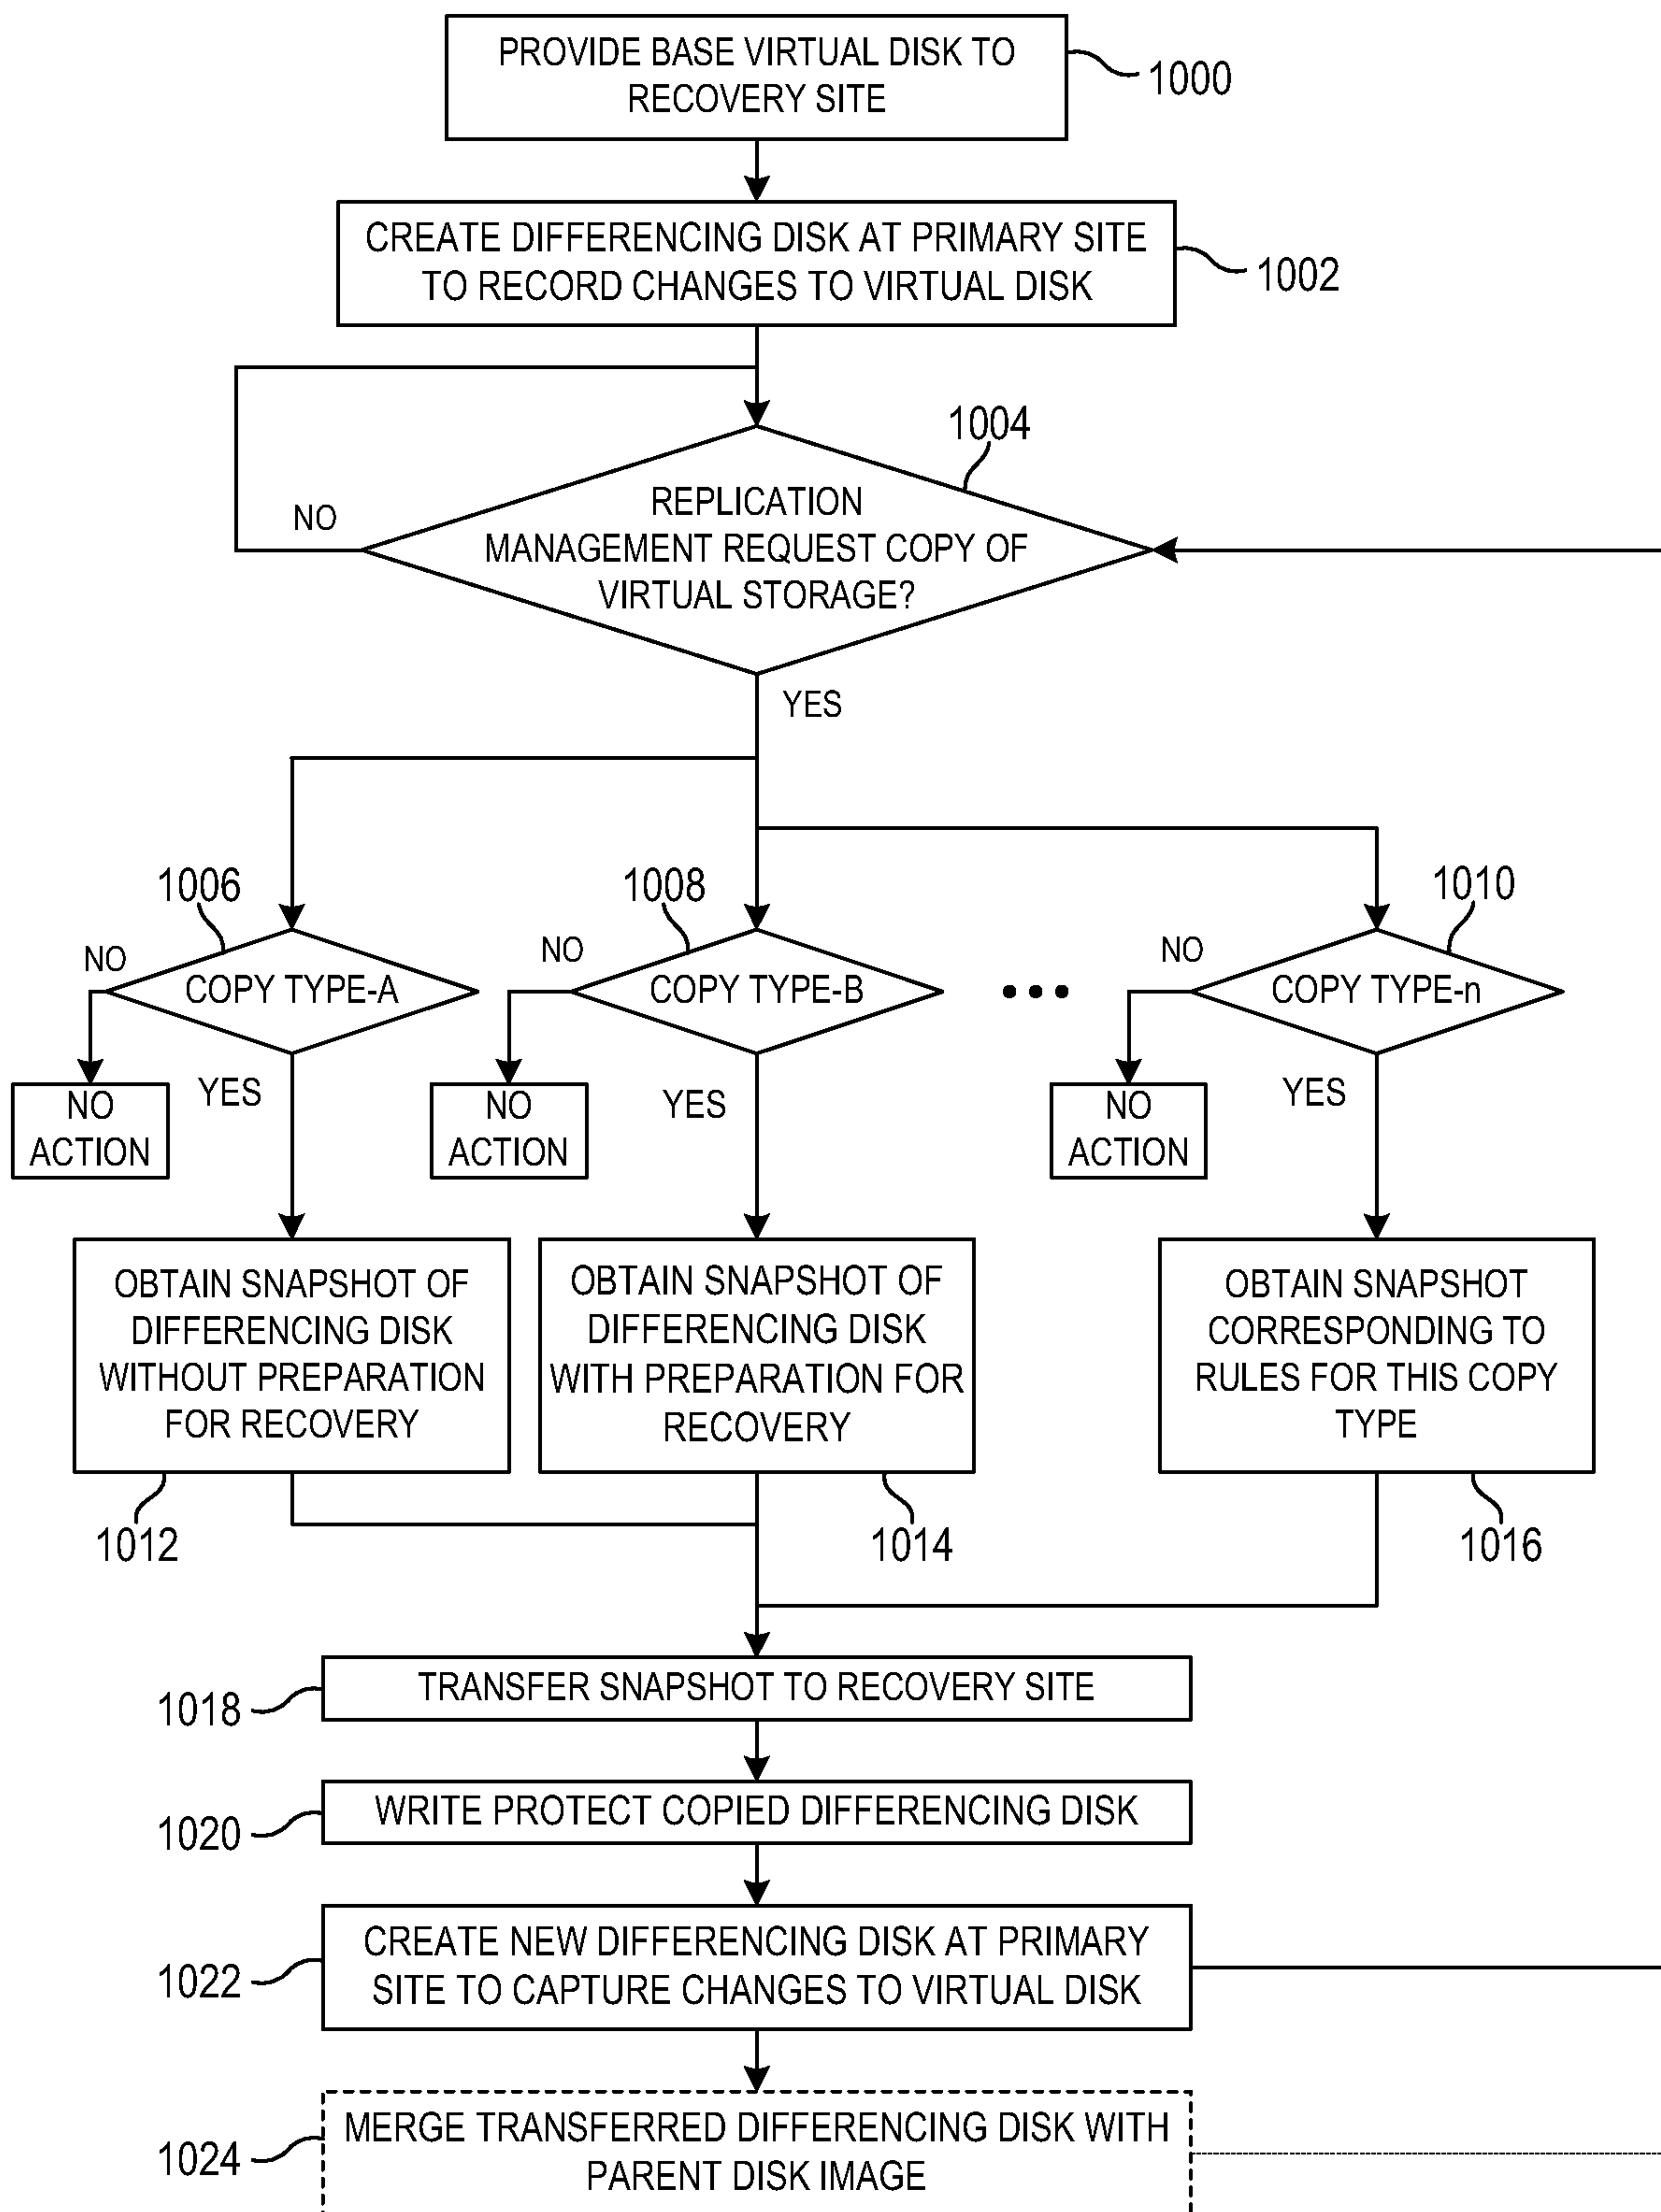 PROVIDE BASE VIRTUAL DISK TO
RECOVERY SITE
1000
CREATE DIFFERENCING DISK AT PRIMARY SITE
TO RECORD CHANGES TO VIRTUAL DISK
1002
1004
REPLICATION
MANAGEMENT REQUEST COPY OF
VIRTUAL STORAGE?
NO
YES
1006
NO
COPY TYPE-A
YES
NO
ACTION
1008
NO
COPY TYPE-B
YES
NO
ACTION
•••
1010
NO
COPY TYPE-n
YES
NO
ACTION
OBTAIN SNAPSHOT OF
DIFFERENCING DISK
WITHOUT PREPARATION
FOR RECOVERY
1012
OBTAIN SNAPSHOT OF
DIFFERENCING DISK
WITH PREPARATION FOR
RECOVERY
1014
OBTAIN SNAPSHOT
CORRESPONDING TO
RULES FOR THIS COPY
TYPE
1016
TRANSFER SNAPSHOT TO RECOVERY SITE
1018
WRITE PROTECT COPIED DIFFERENCING DISK
1020
CREATE NEW DIFFERENCING DISK AT PRIMARY
SITE TO CAPTURE CHANGES TO VIRTUAL DISK
1022
MERGE TRANSFERRED DIFFERENCING DISK WITH
PARENT DISK IMAGE
1024